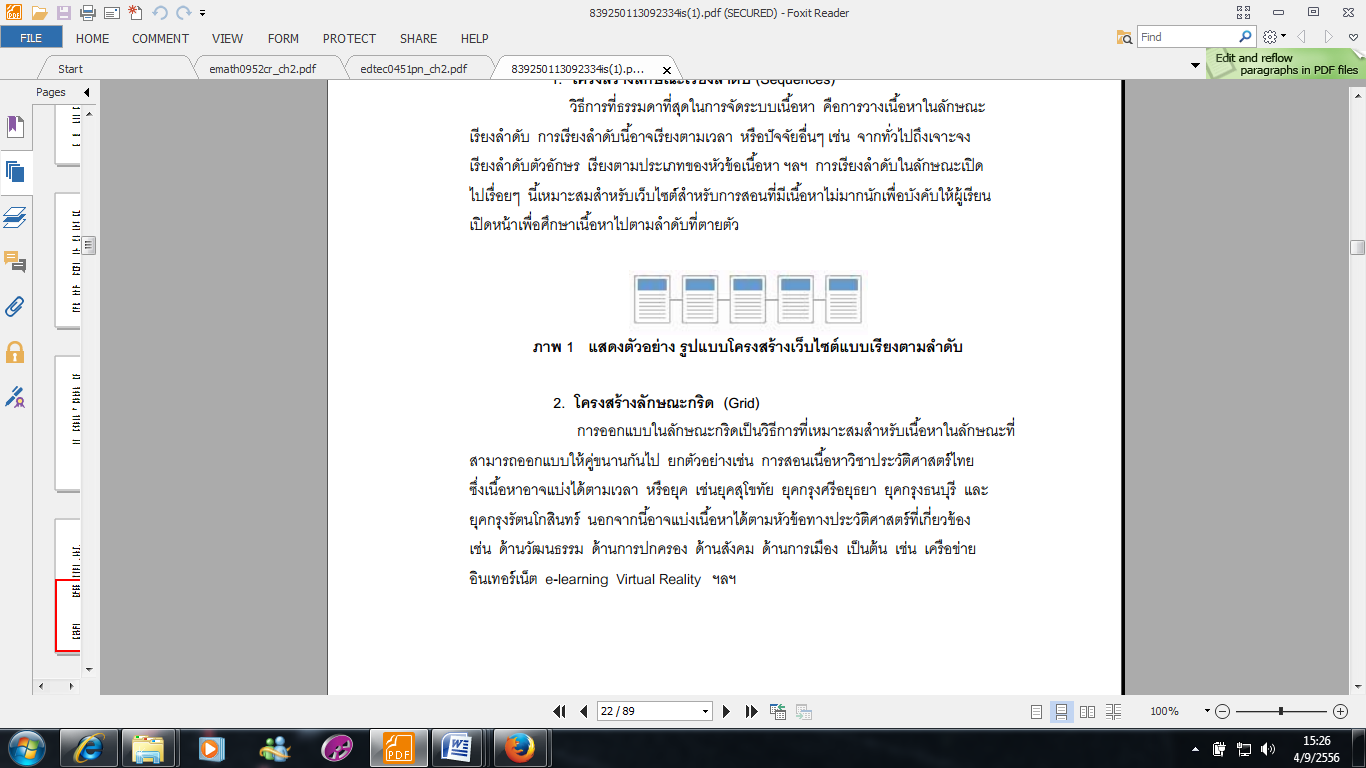 839250113092334is(1).pdf (SECURED) - Foxit Reader
FILE HOME COMMENT VIEW FORM PROTECT SHARE HELP
Find
Edit and reflow
paragraphs in PDF files
Start emath0952cr_ch2.pdf edtec0451pn_ch2.pdf 839250113092334is(1).p...
Pages
1. โครงสร้างลักษณะเรียงลำดับ (Sequences)
วิธีการที่ธรรมดาที่สุดในการจัดระบบเนื้อหา คือการวางเนื้อหาในลักษณะ
เรียงลำดับ การเรียงลำดับนี้อาจเรียงตามเวลา หรือปัจจัยอื่นๆ เช่น จากทั่วไปถึงเจาะจง
เรียงลำดับตัวอักษร เรียงตามประเภทของหัวข้อเนื้อหา ฯลฯ การเรียงลำดับในลักษณะเปิด
ไปเรื่อยๆ นี้เหมาะสมสำหรับเว็บไซต์สำหรับการสอนที่มีเนื้อหาไม่มากนักเพื่อบังคับให้ผู้เรียน
เปิดหน้าเพื่อศึกษาเนื้อหาไปตามลำดับที่ตายตัว
ภาพ 1 แสดงตัวอย่าง รูปแบบโครงสร้างเว็บไซต์แบบเรียงตามลำดับ
2. โครงสร้างลักษณะกริด (Grid)
การออกแบบในลักษณะกริดเป็นวิธีการที่เหมาะสมสำหรับเนื้อหาในลักษณะที่
สามารถออกแบบให้คู่ขนานกันไป ยกตัวอย่างเช่น การสอนเนื้อหาวิชาประวัติศาสตร์ไทย
ซึ่งเนื้อหาอาจแบ่งได้ตามเวลา หรือยุค เช่นยุคสุโขทัย ยุคกรุงศรีอยุธยา ยุคกรุงธนบุรี และ
ยุคกรุงรัตนโกสินทร์ นอกจากนี้อาจแบ่งเนื้อหาได้ตามหัวข้อทางประวัติศาสตร์ที่เกี่ยวข้อง
เช่น ด้านวัฒนธรรม ด้านการปกครอง ด้านสังคม ด้านการเมือง เป็นต้น เช่น เครือข่าย
อินเทอร์เน็ต e-learning Virtual Reality ฯลฯ
22 / 89
100%
15:26
4/9/2556